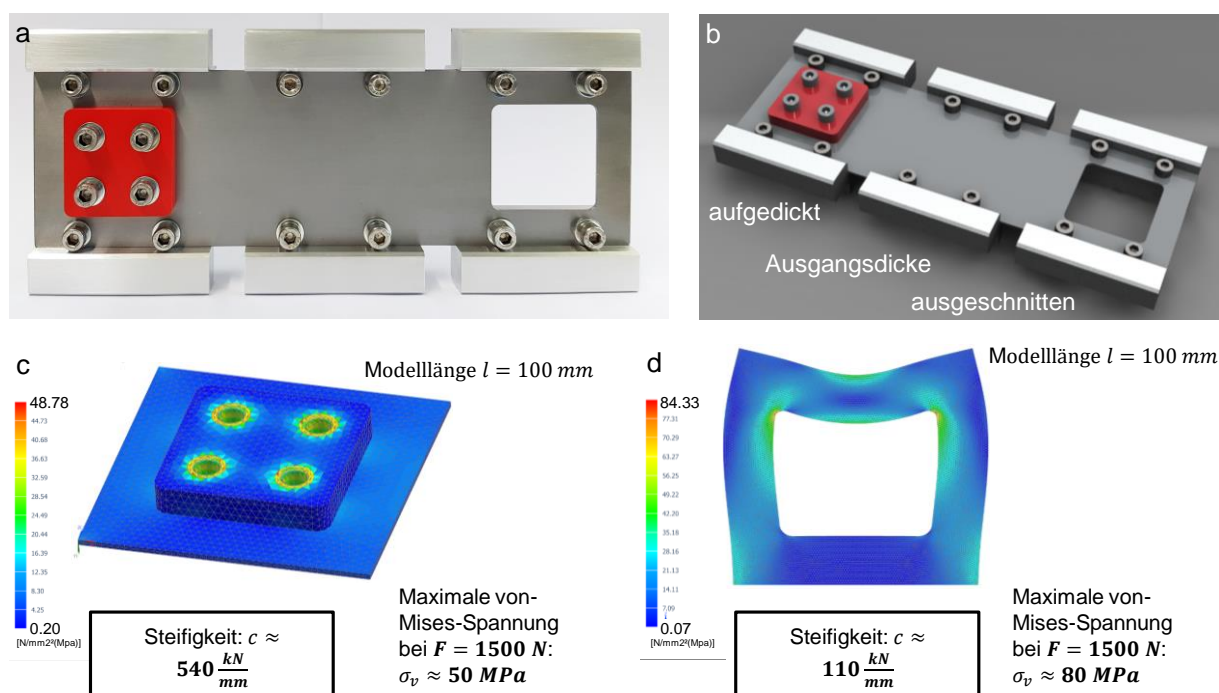 a
b
aufgedickt
Ausgangsdicke
ausgeschnitten
c
Modelllänge l = 100 mm
48.78
44.73
40.68
36.63
32.59
28.54
24.49
20.44
16.39
12.35
8.30
4.25
0.20
[N/mm2²(Mpa)]
Steifigkeit: c ≈
540 kN/mm
Maximale von-
Mises-Spannung
bei F = 1500 N:
σᵥ ≈ 50 MPa
d
Modelllänge l = 100 mm
84.33
77.31
70.29
63.27
56.25
49.22
42.20
35.18
28.16
21.13
14.11
7.09
0.07
[N/mm2²(Mpa)]
Steifigkeit: c ≈
110 kN/mm
Maximale von-
Mises-Spannung
bei F = 1500 N:
σᵥ ≈ 80 MPa